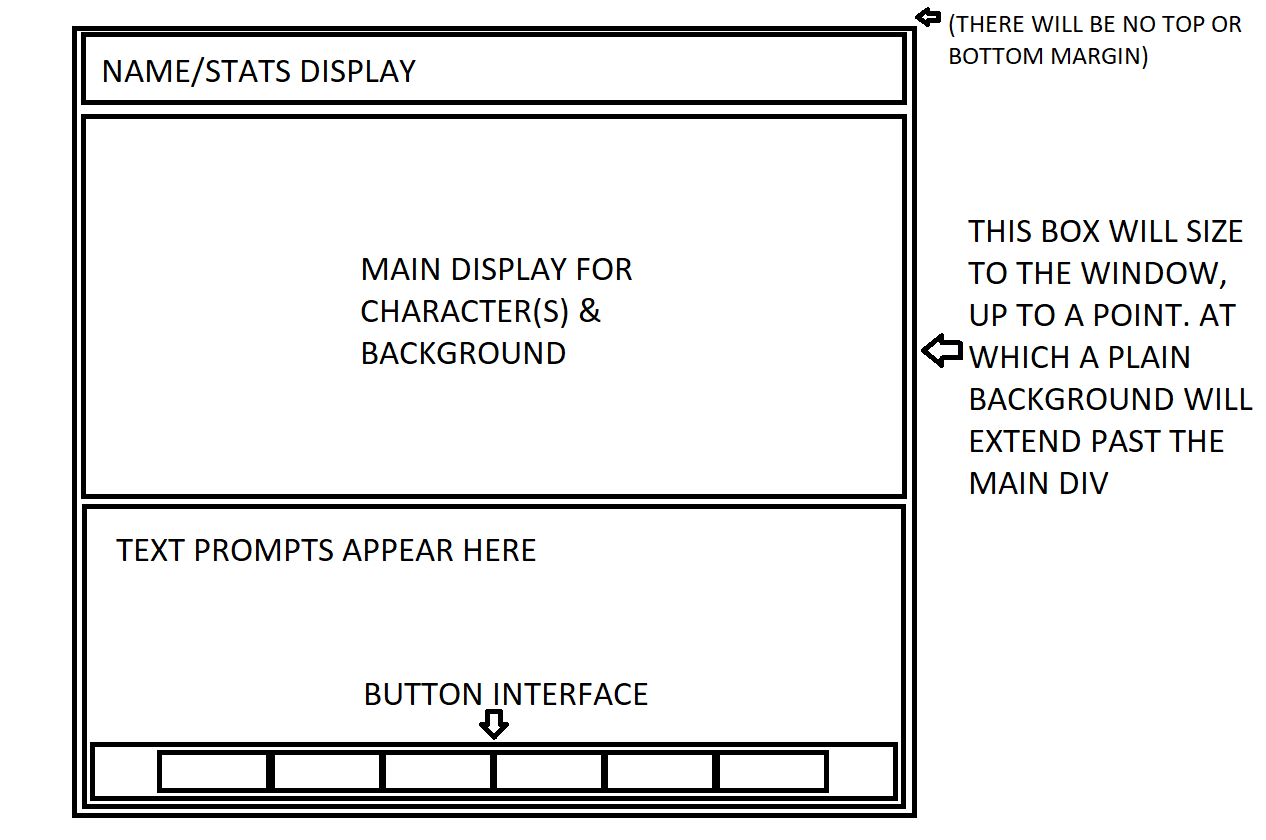 (THERE WILL BE NO TOP OR
BOTTOM MARGIN)
NAME/STATS DISPLAY
MAIN DISPLAY FOR
CHARACTER(S) &
BACKGROUND
THIS BOX WILL SIZE
TO THE WINDOW,
UP TO A POINT. AT
WHICH A PLAIN
BACKGROUND WILL
EXTEND PAST THE
MAIN DIV
TEXT PROMPTS APPEAR HERE
BUTTON INTERFACE